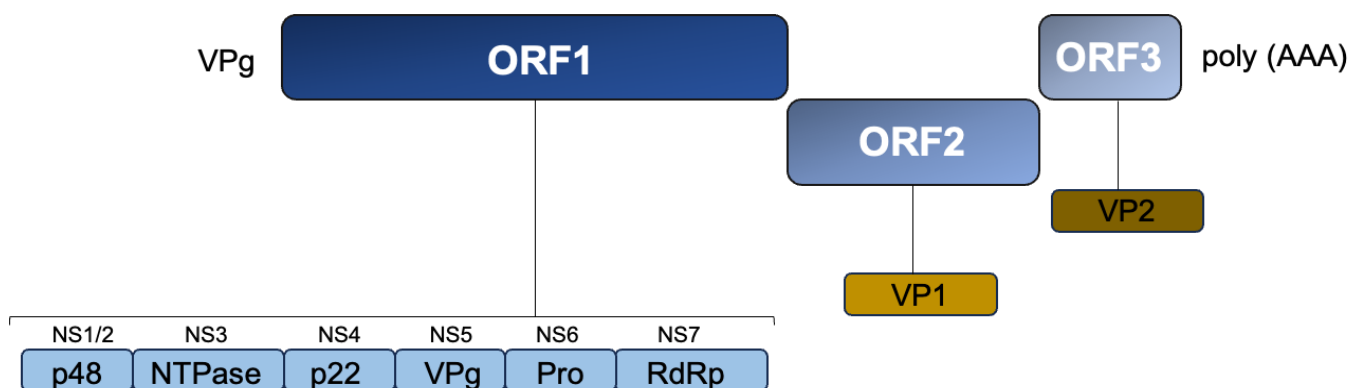 VPg ORF1 ORF3 poly (AAA)
ORF2
VP2
VP1
NS1/2 NS3 NS4 NS5 NS6 NS7
p48 NTPase p22 VPg Pro RdRp